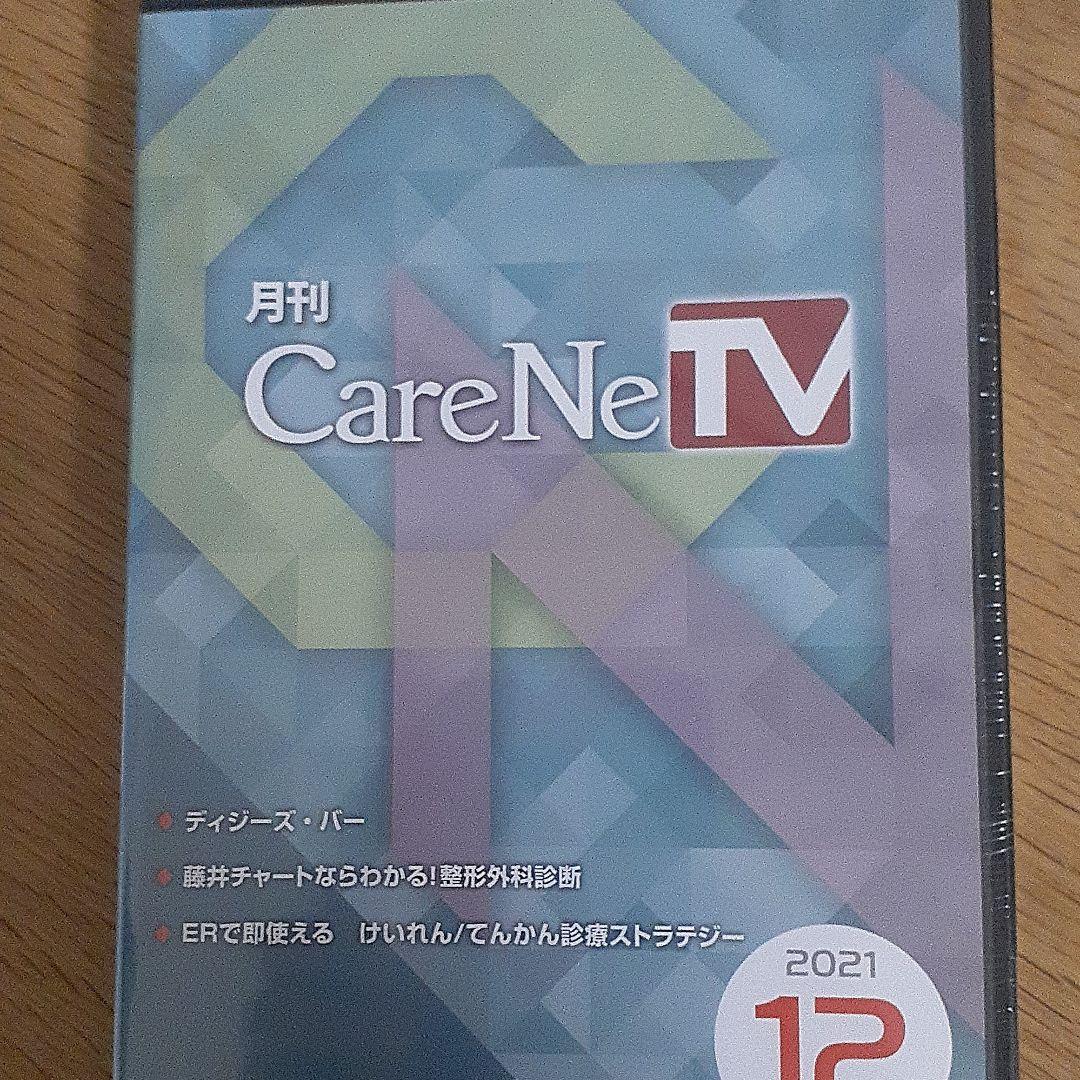 月刊
CareNeTV
ディジーズ・バー
藤井チャートならわかる!整形外科診断
ERで即使える　けいれん/てんかん診療ストラテジー
2021
12